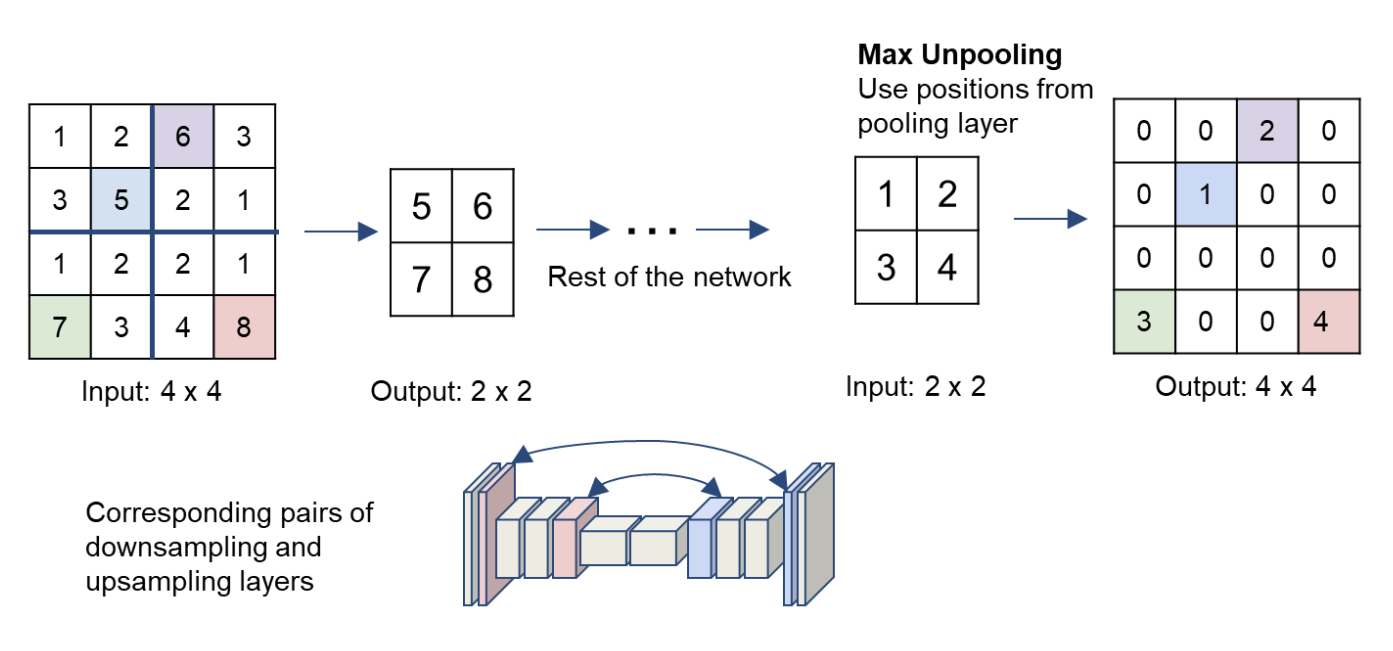 Max Unpooling
Use positions from
pooling layer
1 2 6 3
3 5 2 1
1 2 2 1
7 3 4 8
Input: 4 x 4
5 6
7 8
Output: 2 x 2
...
Rest of the network
1 2
3 4
Input: 2 x 2
0 0 2 0
0 1 0 0
0 0 0 0
3 0 0 4
Output: 4 x 4
Corresponding pairs of
downsampling and
upsampling layers